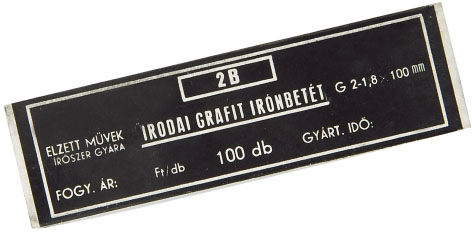 2B
"IRODAI GRAFIT IRÓNBETÉT G 2-1,8 × 100 mm
ELZETT MŰVEK
IRÓSZER GYÁRA
FOGY. ÁR: Ft/db 100 db GYÁRT. IDŐ: